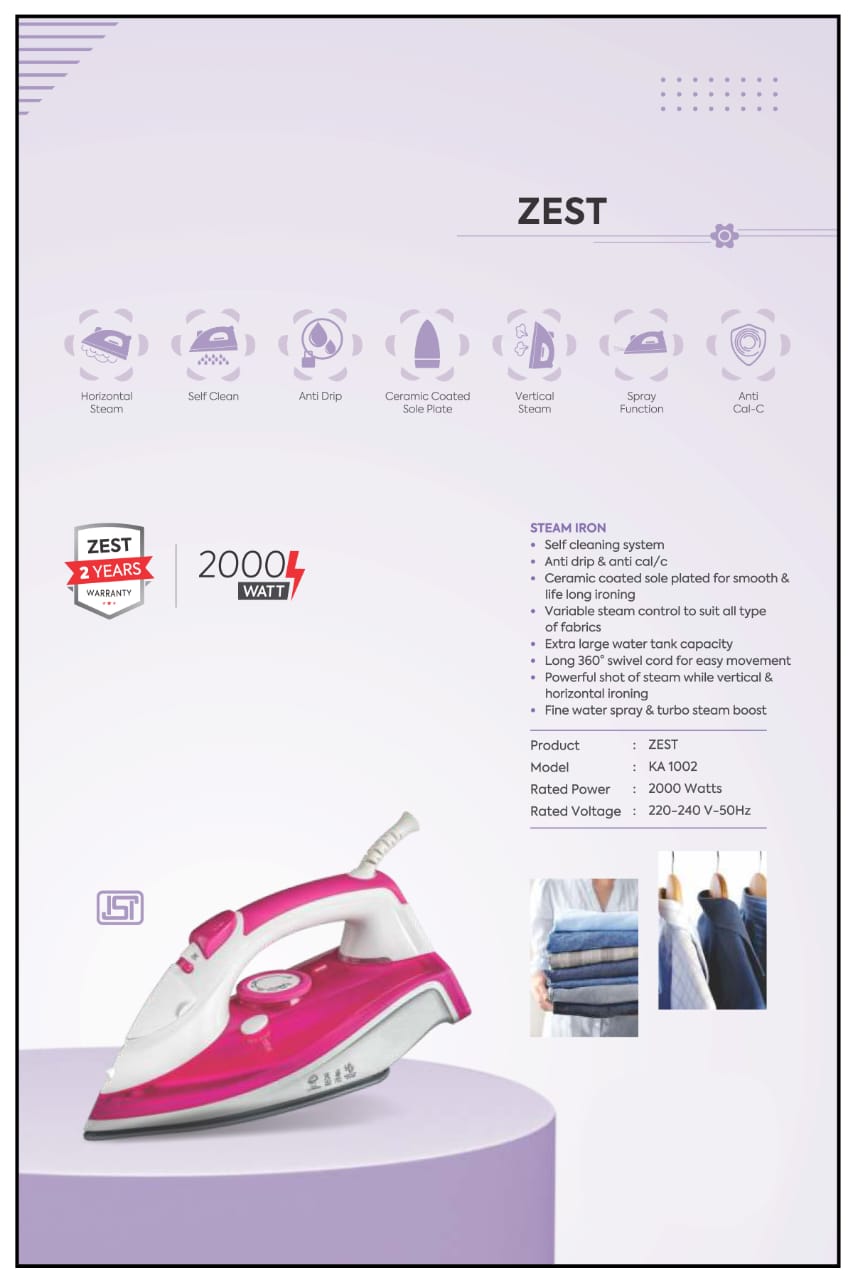 ZEST
Horizontal
Steam
Self Clean
Anti Drip
Ceramic Coated
Sole Plate
Vertical
Steam
Spray
Function
Anti
Cal-C
ZEST
2 YEARS
WARRANTY
2000
WATT
STEAM IRON
• Self cleaning system
• Anti drip & anti cal/c
• Ceramic coated sole plated for smooth &
life long ironing
• Variable steam control to suit all type
of fabrics
• Extra large water tank capacity
• Long 360° swivel cord for easy movement
• Powerful shot of steam while vertical &
horizontal ironing
• Fine water spray & turbo steam boost
Product : ZEST
Model : KA 1002
Rated Power : 2000 Watts
Rated Voltage : 220-240 V-50Hz